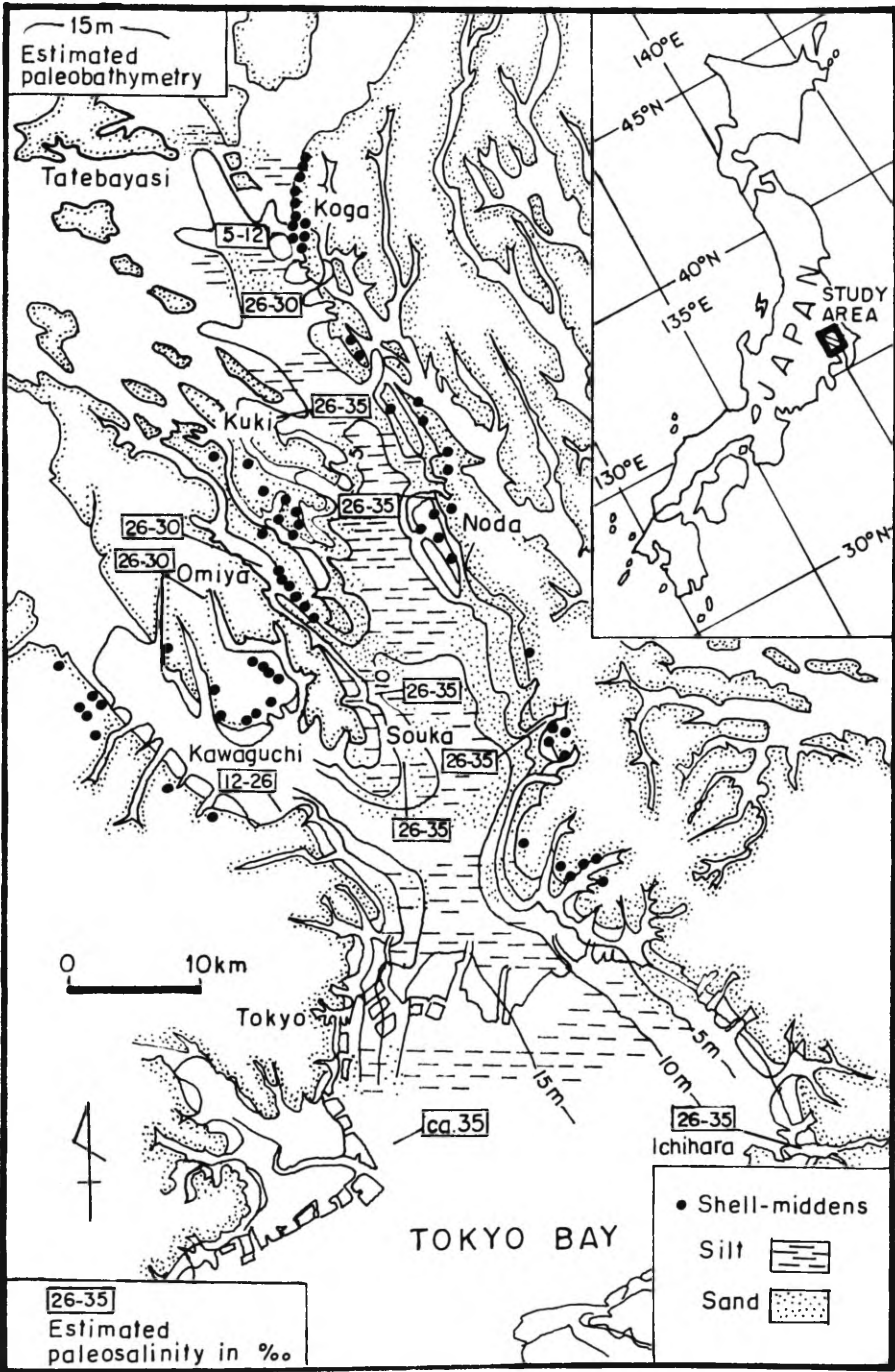 15m
Estimated
paleobathymetry
140°E
45°N
40°N
135°E
JAPAN
STUDY
AREA
130°E
30°N
Tatebayasi
Koga
5-12
26-30
Kuki
26-35
5
26-35
Noda
26-30
26-30
Omiya
10
26-35
Souka
26-35
Kawaguchi
12-26
26-35
0 10km
Tokyo
5m
10m
15m
ca.35
26-35
Ichihara
TOKYO BAY
Shell-middens
Silt
Sand
26-35
Estimated
paleosalinity in ‰